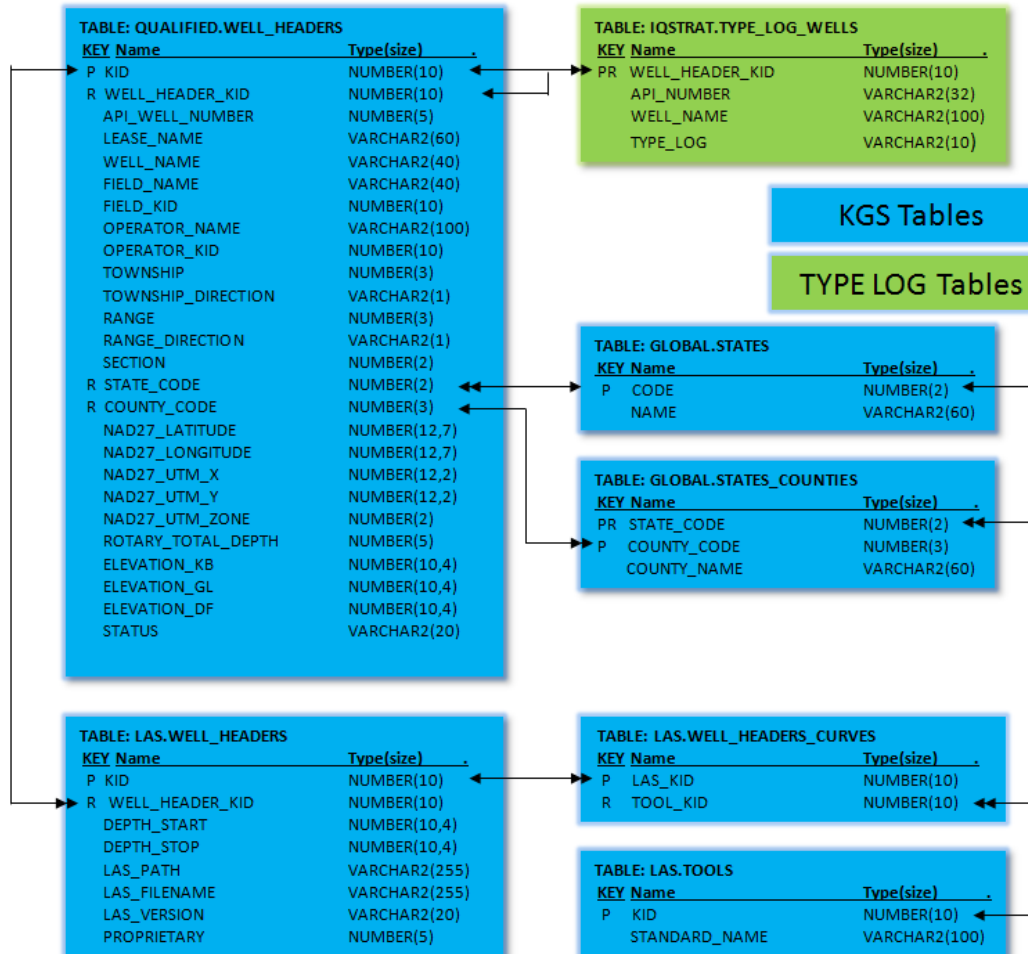 TABLE: QUALIFIED.WELL_HEADERS
KEY Name Type(size) .
P KID NUMBER(10)
R WELL_HEADER_KID NUMBER(10)
API_WELL_NUMBER NUMBER(5)
LEASE_NAME VARCHAR2(60)
WELL_NAME VARCHAR2(40)
FIELD_NAME VARCHAR2(40)
FIELD_KID NUMBER(10)
OPERATOR_NAME VARCHAR2(100)
OPERATOR_KID NUMBER(10)
TOWNSHIP NUMBER(3)
TOWNSHIP_DIRECTION VARCHAR2(1)
RANGE NUMBER(3)
RANGE_DIRECTION VARCHAR2(1)
SECTION NUMBER(2)
R STATE_CODE NUMBER(2)
R COUNTY_CODE NUMBER(3)
NAD27_LATITUDE NUMBER(12,7)
NAD27_LONGITUDE NUMBER(12,7)
NAD27_UTM_X NUMBER(12,2)
NAD27_UTM_Y NUMBER(12,2)
NAD27_UTM_ZONE NUMBER(2)
ROTARY_TOTAL_DEPTH NUMBER(5)
ELEVATION_KB NUMBER(10,4)
ELEVATION_GL NUMBER(10,4)
ELEVATION_DF NUMBER(10,4)
STATUS VARCHAR2(20)
TABLE: IQSTRAT.TYPE_LOG_WELLS
KEY Name Type(size) .
PR WELL_HEADER_KID NUMBER(10)
API_NUMBER VARCHAR2(32)
WELL_NAME VARCHAR2(100)
TYPE_LOG VARCHAR2(10)
KGS Tables
TYPE LOG Tables
TABLE: GLOBAL.STATES
KEY Name Type(size) .
P CODE NUMBER(2)
NAME VARCHAR2(60)
TABLE: GLOBAL.STATES_COUNTIES
KEY Name Type(size) .
PR STATE_CODE NUMBER(2)
P COUNTY_CODE NUMBER(3)
COUNTY_NAME VARCHAR2(60)
TABLE: LAS.WELL_HEADERS
KEY Name Type(size) .
P KID NUMBER(10)
R WELL_HEADER_KID NUMBER(10)
DEPTH_START NUMBER(10,4)
DEPTH_STOP NUMBER(10,4)
LAS_PATH VARCHAR2(255)
LAS_FILENAME VARCHAR2(255)
LAS_VERSION VARCHAR2(20)
PROPRIETARY NUMBER(5)
TABLE: LAS.WELL_HEADERS_CURVES
KEY Name Type(size) .
P LAS_KID NUMBER(10)
R TOOL_KID NUMBER(10)
TABLE: LAS.TOOLS
KEY Name Type(size) .
P KID NUMBER(10)
STANDARD_NAME VARCHAR2(100)